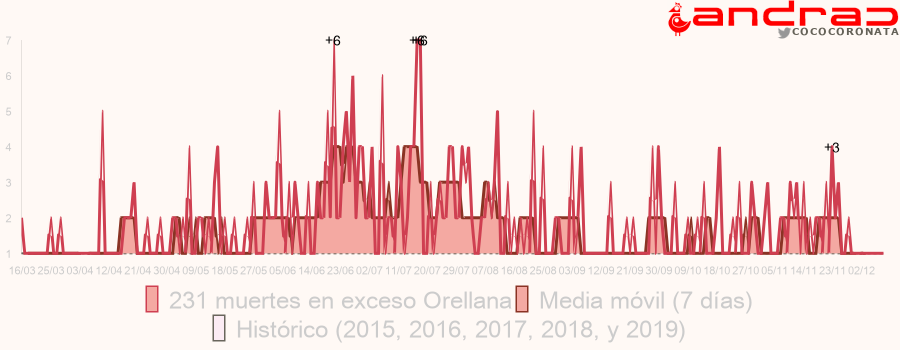 andrac
COCOCORONATA
+6 +6 +6
7
6
5
4
+3
3
2
1
16/03 25/03 03/04 12/04 21/04 30/04 09/05 18/05 27/05 05/06 14/06 23/06 02/07 11/07 20/07 29/07 07/08 16/08 25/08 03/09 12/09 21/09 30/09 09/10 18/10 27/10 05/11 14/11 23/11 02/12
231 muertes en exceso Orellana Media móvil (7 días)
Histórico (2015, 2016, 2017, 2018, y 2019)